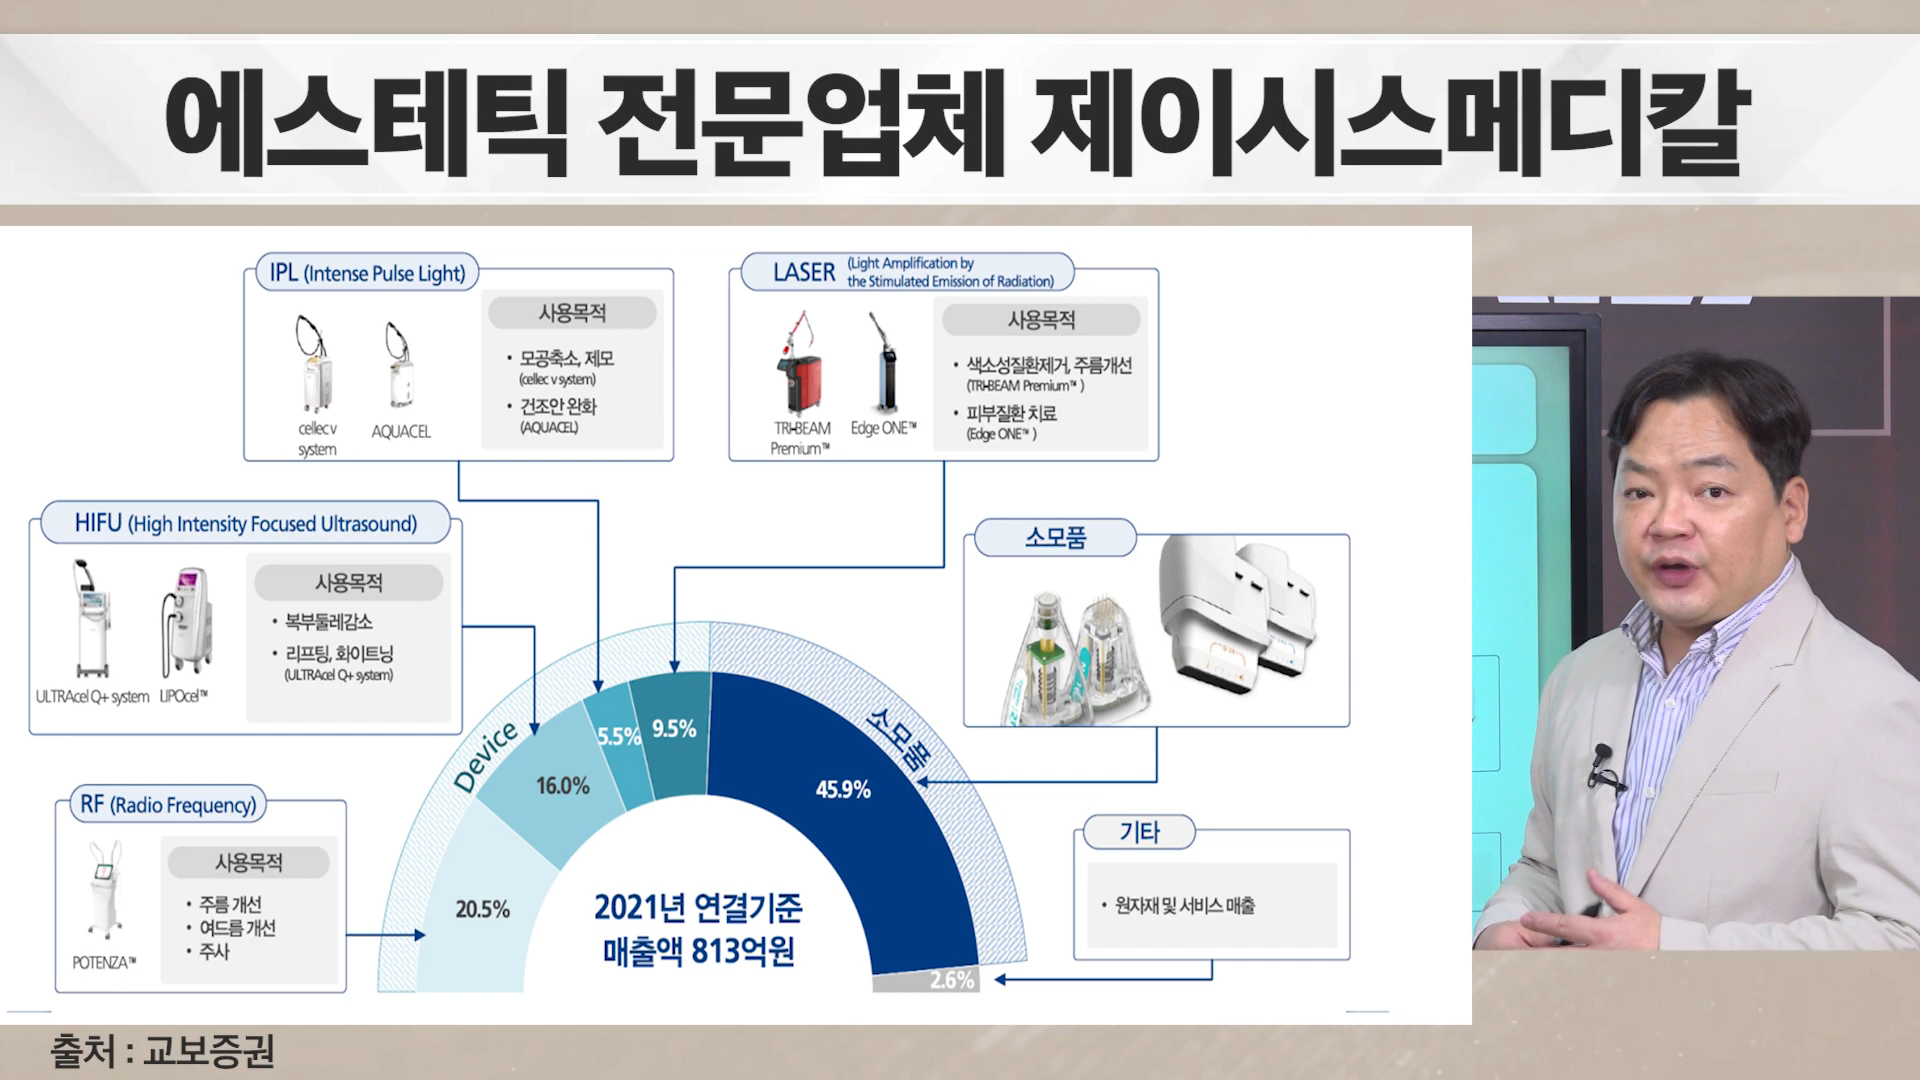 에스테틱 전문업체 제이시스메디칼
IPL (Intense Pulse Light)
cellec v
system
AQUACEL
사용목적
• 모공축소, 제모
(cellec v system)
• 건조안 완화
(AQUACEL)
LASER (Light Amplification by
the Stimulated Emission of Radiation)
TRI-BEAM
Premium™
Edge ONE™
사용목적
• 색소성질환제거, 주름개선
(TRI-BEAM Premium™ )
• 피부질환 치료
(Edge ONE™ )
HIFU (High Intensity Focused Ultrasound)
ULTRAcel Q+ system
LIPOcel™
사용목적
• 복부둘레감소
• 리프팅, 화이트닝
(ULTRAcel Q+ system)
소모품
RF (Radio Frequency)
POTENZA™
사용목적
• 주름 개선
• 여드름 개선
• 주사
기타
• 원자재 및 서비스 매출
Device
소모품
20.5%
16.0%
5.5%
9.5%
45.9%
2.6%
2021년 연결기준
매출액 813억원
출처 : 교보증권